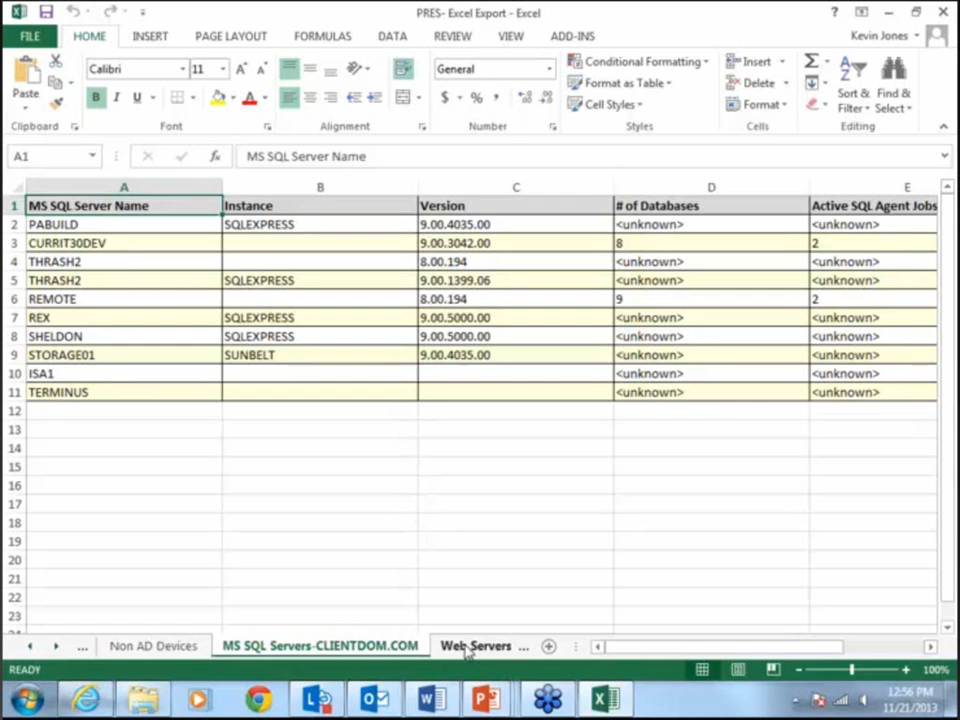 PRES- Excel Export - Excel
FILE HOME INSERT PAGE LAYOUT FORMULAS DATA REVIEW VIEW ADD-INS Kevin Jones
Paste
Calibri 11
B I U
General
$ % ,
Conditional Formatting
Format as Table
Cell Styles
Insert
Delete
Format
Sort & Filter
Find & Select
Clipboard Font Alignment Number Styles Cells Editing
A1 fx MS SQL Server Name
A B C D E
1 MS SQL Server Name Instance Version # of Databases Active SQL Agent Jobs
2 PABUILD SQLEXPRESS 9.00.4035.00 <unknown> <unknown>
3 CURRIT30DEV 9.00.3042.00 8 2
4 THRASH2 8.00.194 <unknown> <unknown>
5 THRASH2 SQLEXPRESS 9.00.1399.06 <unknown> <unknown>
6 REMOTE 8.00.194 9 2
7 REX SQLEXPRESS 9.00.5000.00 <unknown> <unknown>
8 SHELDON SQLEXPRESS 9.00.5000.00 <unknown> <unknown>
9 STORAGE01 SUNBELT 9.00.4035.00 <unknown> <unknown>
10 ISA1 <unknown> <unknown>
11 TERMINUS <unknown> <unknown>
12
13
14
15
16
17
18
19
20
21
22
23
... Non AD Devices MS SQL Servers-CLIENTDOM.COM Web Servers ...
READY 100%
12:56 PM
11/21/2013